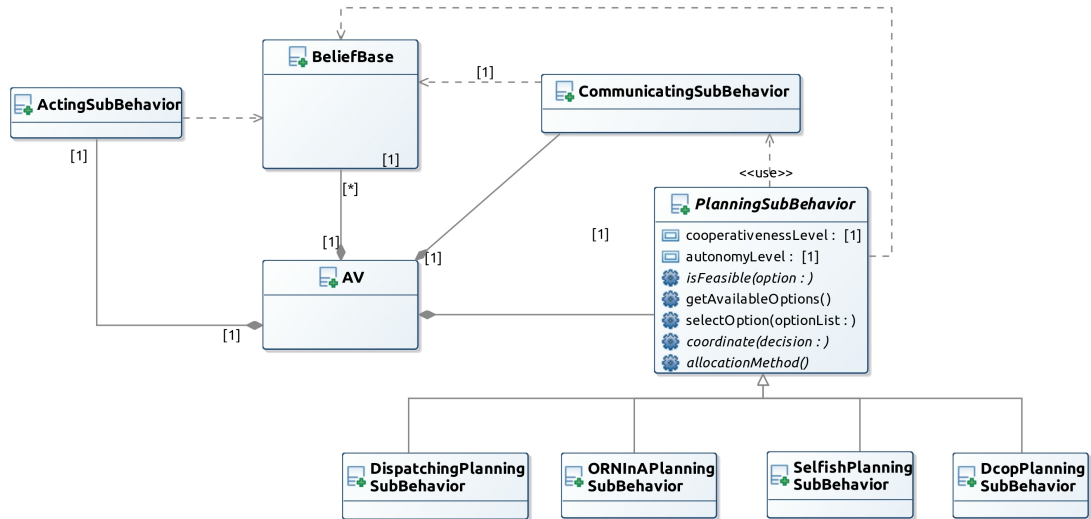 BeliefBase
[1]
CommunicatingSubBehavior
ActingSubBehavior
[1]
[1]
[*]
<<use>>
PlanningSubBehavior
cooperativenessLevel : [1]
autonomyLevel : [1]
isFeasible(option : )
getAvailableOptions()
selectOption(optionList : )
coordinate(decision : )
allocationMethod()
[1]
[1]
[1]
AV
[1]
DispatchingPlanning
SubBehavior
ORNInAPlanning
SubBehavior
SelfishPlanning
SubBehavior
DcopPlanning
SubBehavior